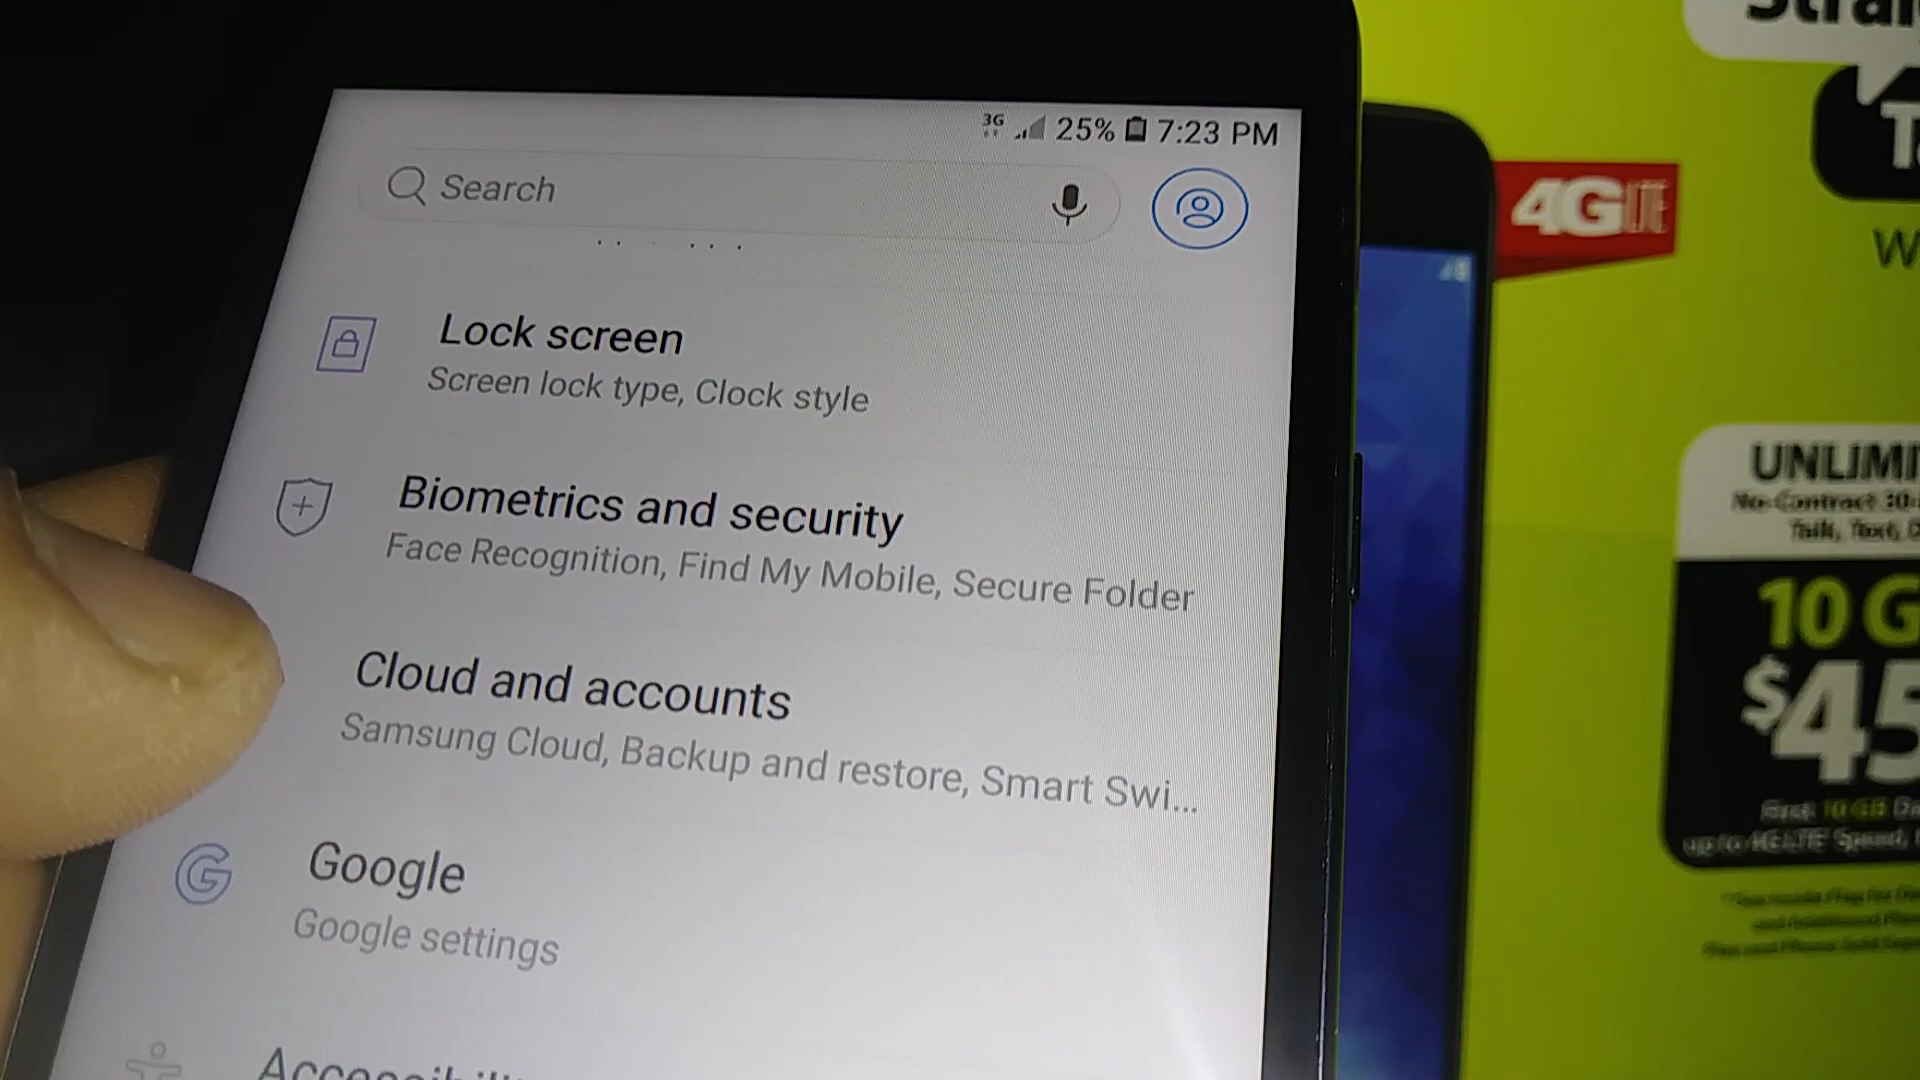 3G 25% 7:23 PM
Search
Lock screen
Screen lock type, Clock style
Biometrics and security
Face Recognition, Find My Mobile, Secure Folder
Cloud and accounts
Samsung Cloud, Backup and restore, Smart Swi...
Google
Google settings
4G LTE
W
UNLIMI
No-Contract 30-
Talk, Text, D
10 G
$45
First 10 GB Da
up to 4G LTE Speed,